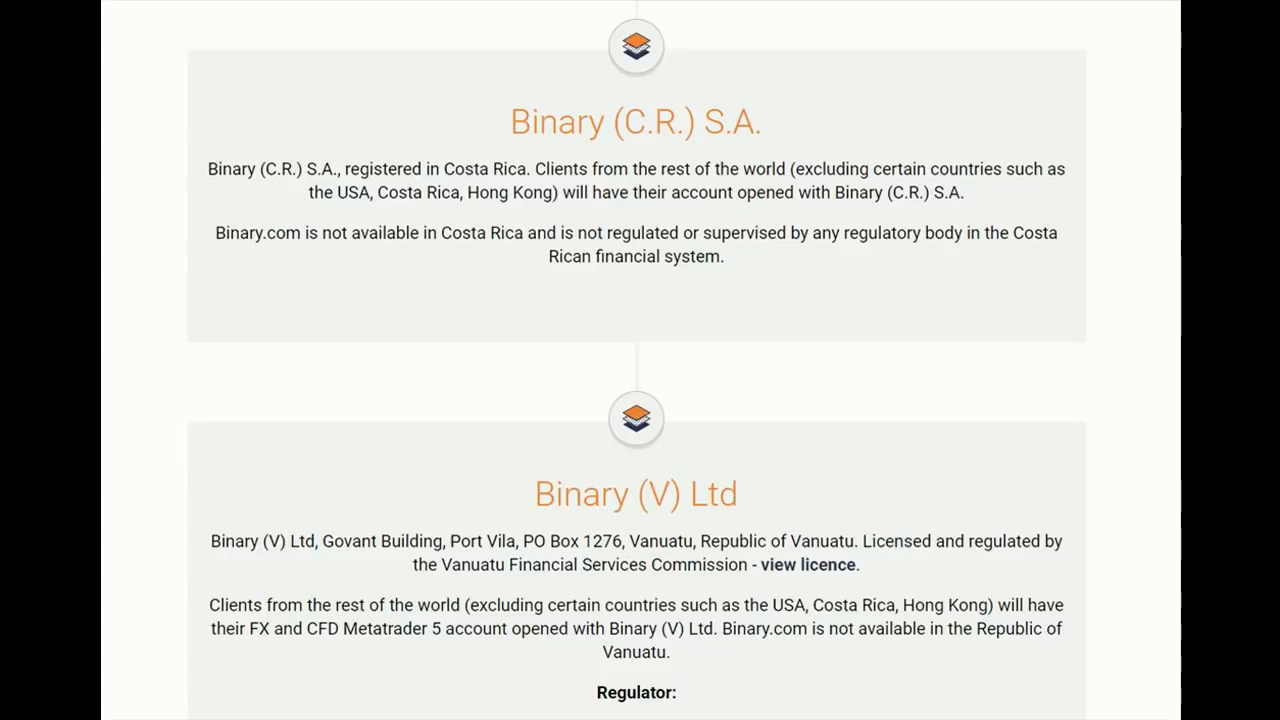 Binary (C.R.) S.A.
Binary (C.R.) S.A., registered in Costa Rica. Clients from the rest of the world (excluding certain countries such as
the USA, Costa Rica, Hong Kong) will have their account opened with Binary (C.R.) S.A.
Binary.com is not available in Costa Rica and is not regulated or supervised by any regulatory body in the Costa
Rican financial system.
Binary (V) Ltd
Binary (V) Ltd, Govant Building, Port Vila, PO Box 1276, Vanuatu, Republic of Vanuatu. Licensed and regulated by
the Vanuatu Financial Services Commission - view licence.
Clients from the rest of the world (excluding certain countries such as the USA, Costa Rica, Hong Kong) will have
their FX and CFD Metatrader 5 account opened with Binary (V) Ltd. Binary.com is not available in the Republic of
Vanuatu.
Regulator: